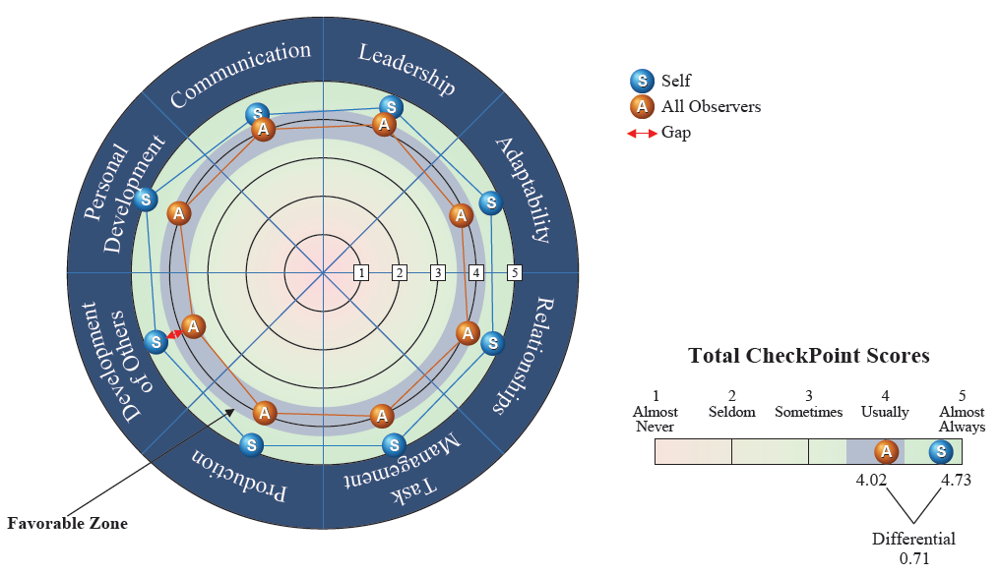 Communication
Leadership
Adaptability
Relationships
Task
Management
Production
Development
of Others
Personal
Development
S
S
S
S
S
S
S
S
A
A
A
A
A
A
A
A
1
2
3
4
5
Favorable Zone
S Self
A All Observers
Gap
Total CheckPoint Scores
1 2 3 4 5
Almost Seldom Sometimes Usually Almost
Never Always
A S
4.02 4.73
Differential
0.71